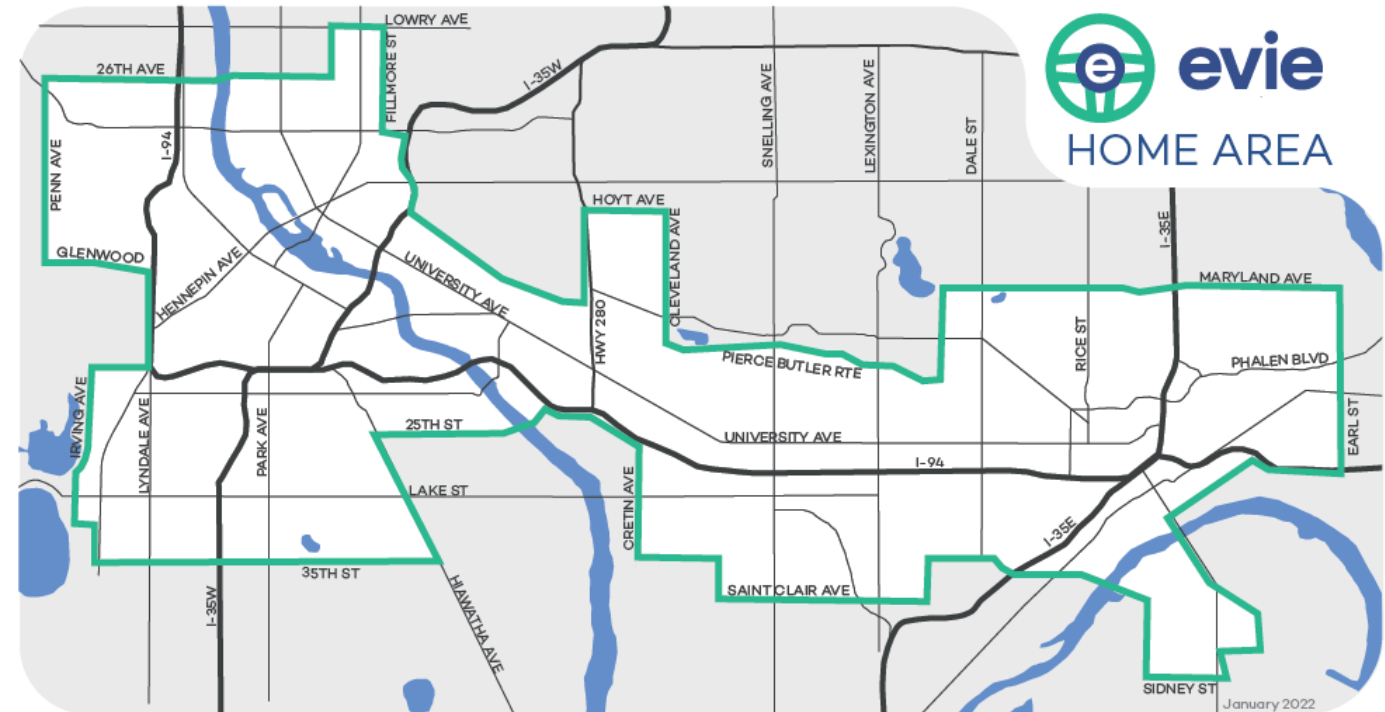 LOWRY AVE
26TH AVE
FILLMORE ST
I-35W
I-94
PENN AVE
SNELLING AVE
LEXINGTON AVE
DALE ST
e
evie
HOME AREA
HOYT AVE
CLEVELAND AVE
I-35E
GLENWOOD
HENNEPIN AVE
UNIVERSITY AVE
HWY 280
MARYLAND AVE
RICE ST
PIERCE BUTLER RTE
PHALEN BLVD
IRVING AVE
LYNDALE AVE
PARK AVE
25TH ST
UNIVERSITY AVE
EARL ST
I-94
LAKE ST
CRETIN AVE
I-35E
35TH ST
HIAWATHA AVE
SAINT CLAIR AVE
I-35W
SIDNEY ST
January 2022